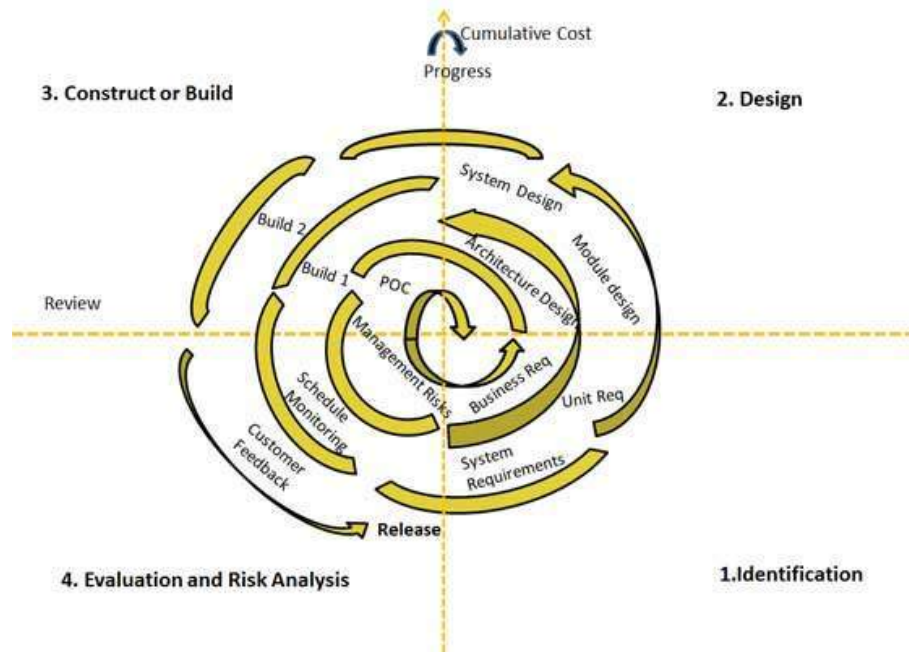 Cumulative Cost
Progress
3. Construct or Build
2. Design
System Design
Build 2
Module design
Architecture Design
Build 1
POC
Review
Management Risks
Business Req
Schedule
Monitoring
Unit Req
Customer
Feedback
System
Requirements
Release
4. Evaluation and Risk Analysis
1.Identification